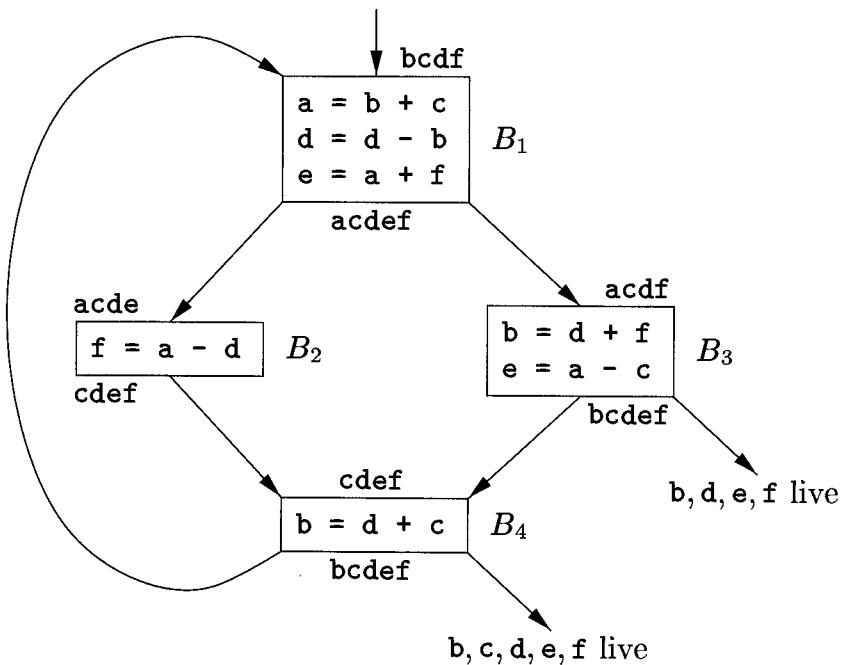 bcdf
a = b + c
d = d - b
e = a + f
B1
acdef
acde
f = a - d
B2
cdef
acdf
b = d + f
e = a - c
B3
bcdef
b, d, e, f live
cdef
b = d + c
B4
bcdef
b, c, d, e, f live